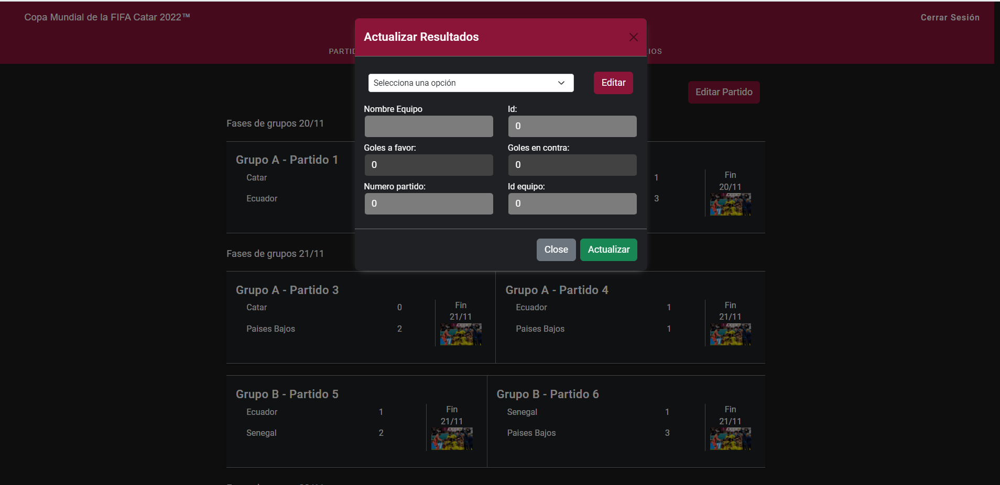 Copa Mundial de la FIFA Catar 2022™
Cerrar Sesión
Actualizar Resultados
Selecciona una opción
Editar
Editar Partido
Nombre Equipo
Id:
0
Fases de grupos 20/11
Goles a favor:
Goles en contra:
0
0
Numero partido:
Id equipo:
0
0
Grupo A - Partido 1
Catar
1
Ecuador
3
Fin
20/11
Close
Actualizar
Fases de grupos 21/11
Grupo A - Partido 3
Catar
0
Paises Bajos
2
Fin
21/11
Grupo A - Partido 4
Ecuador
1
Paises Bajos
1
Fin
21/11
Grupo B - Partido 5
Ecuador
1
Senegal
2
Fin
21/11
Grupo B - Partido 6
Senegal
1
Paises Bajos
3
Fin
21/11